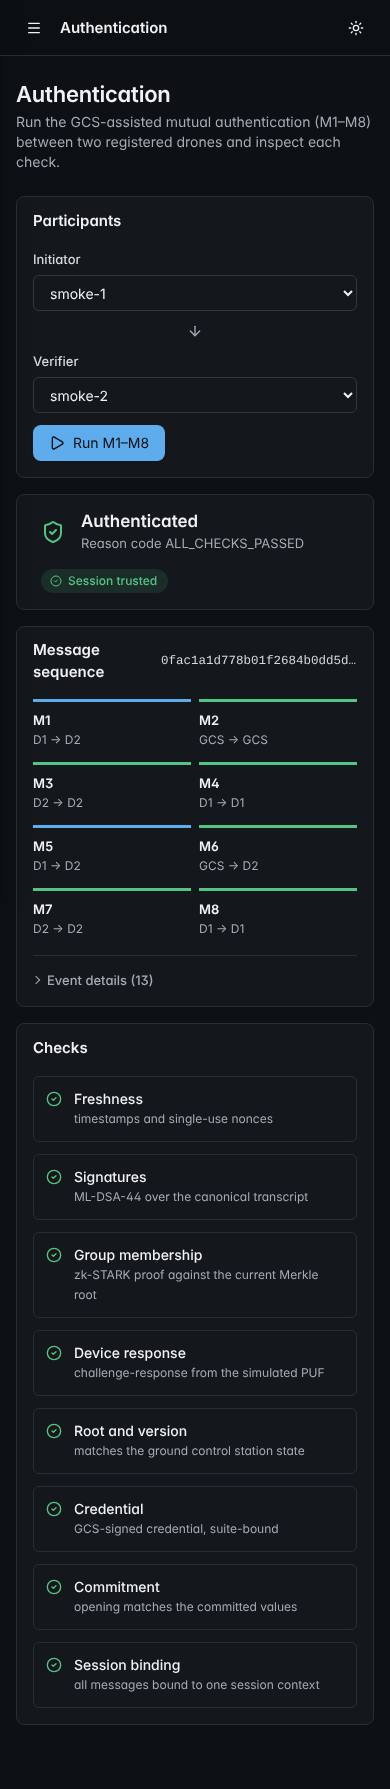 Authentication
Authentication
Run the GCS-assisted mutual authentication (M1–M8)
between two registered drones and inspect each
check.
Participants
Initiator
smoke-1
Verifier
smoke-2
Run M1–M8
Authenticated
Reason code ALL_CHECKS_PASSED
Session trusted
Message
sequence
0fac1a1d778b01f2684b0dd5d…
M1
D1 → D2
M2
GCS → GCS
M3
D2 → D2
M4
D1 → D1
M5
D1 → D2
M6
GCS → D2
M7
D2 → D2
M8
D1 → D1
Event details (13)
Checks
Freshness
timestamps and single-use nonces
Signatures
ML-DSA-44 over the canonical transcript
Group membership
zk-STARK proof against the current Merkle
root
Device response
challenge-response from the simulated PUF
Root and version
matches the ground control station state
Credential
GCS-signed credential, suite-bound
Commitment
opening matches the committed values
Session binding
all messages bound to one session context